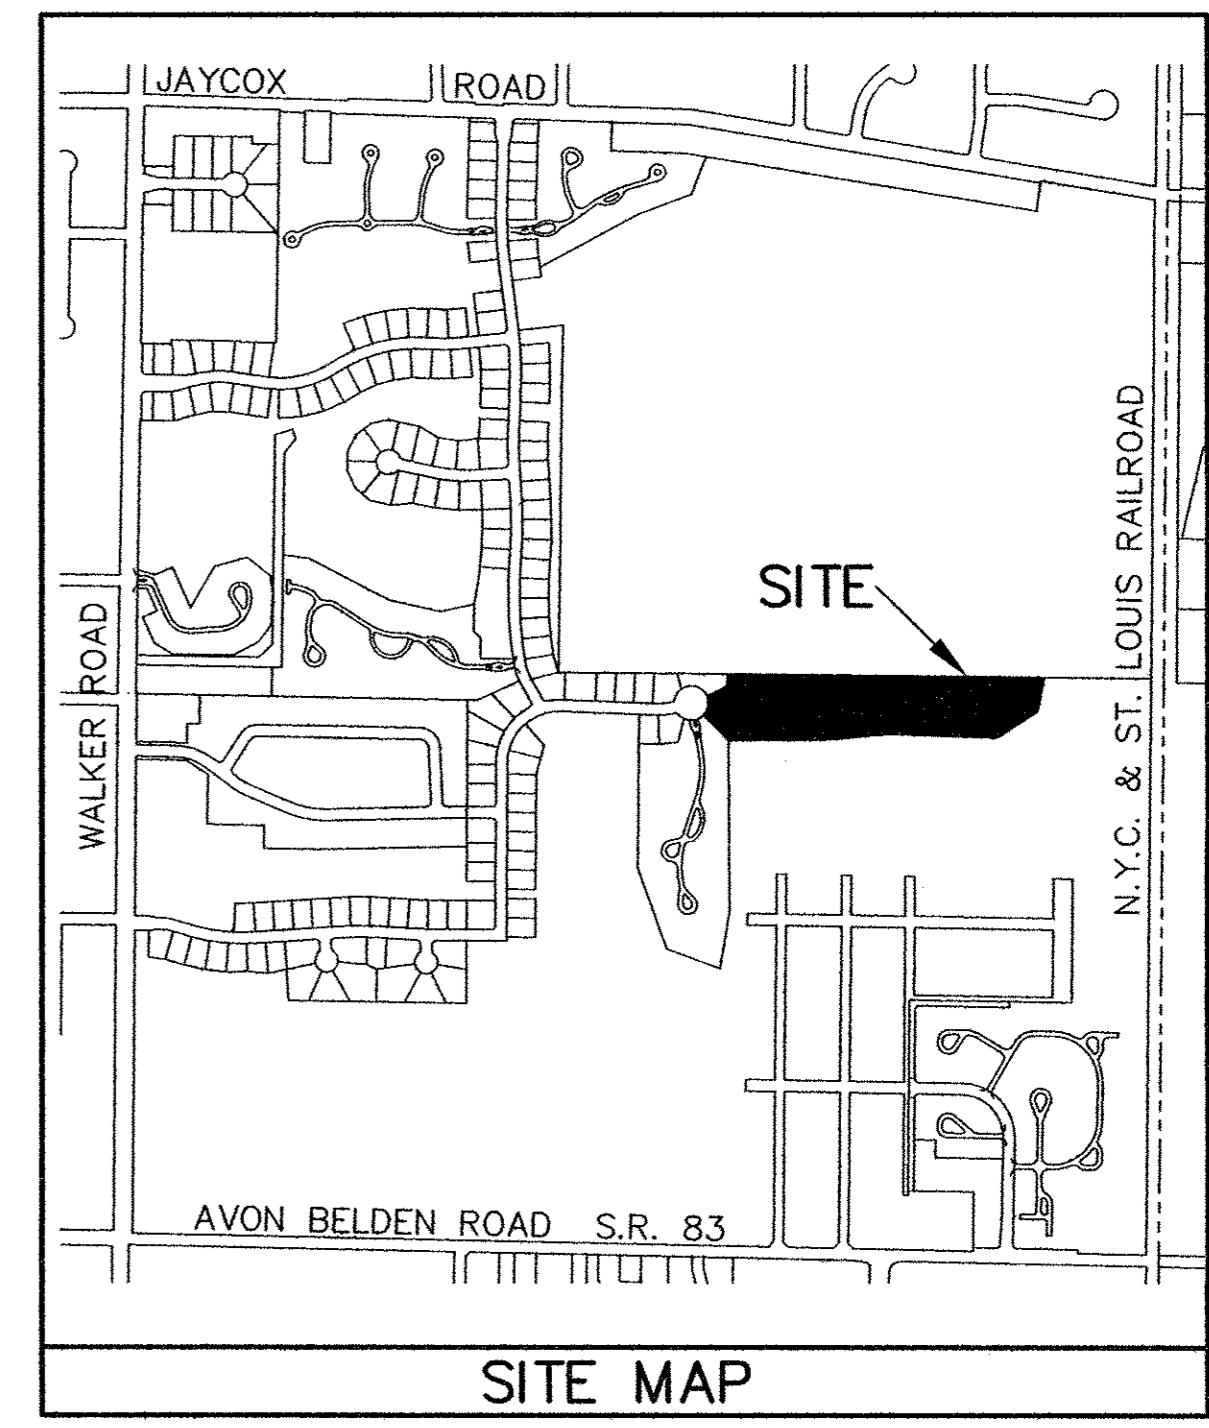 JAYCOX ROAD
SITE
N.Y.C. & ST. LOUIS RAILROAD
WALKER ROAD
AVON BELDEN ROAD S.R. 83
SITE MAP